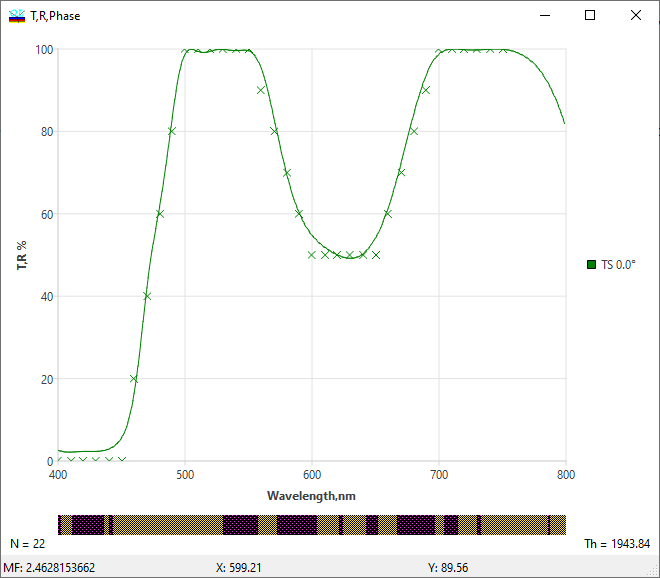 T,R,Phase
100
80
60
40
20
0
T,R %
400 500 600 700 800
Wavelength,nm
TS 0.0°
N = 22
Th = 1943.84
MF: 2.4628153662 X: 599.21 Y: 89.56